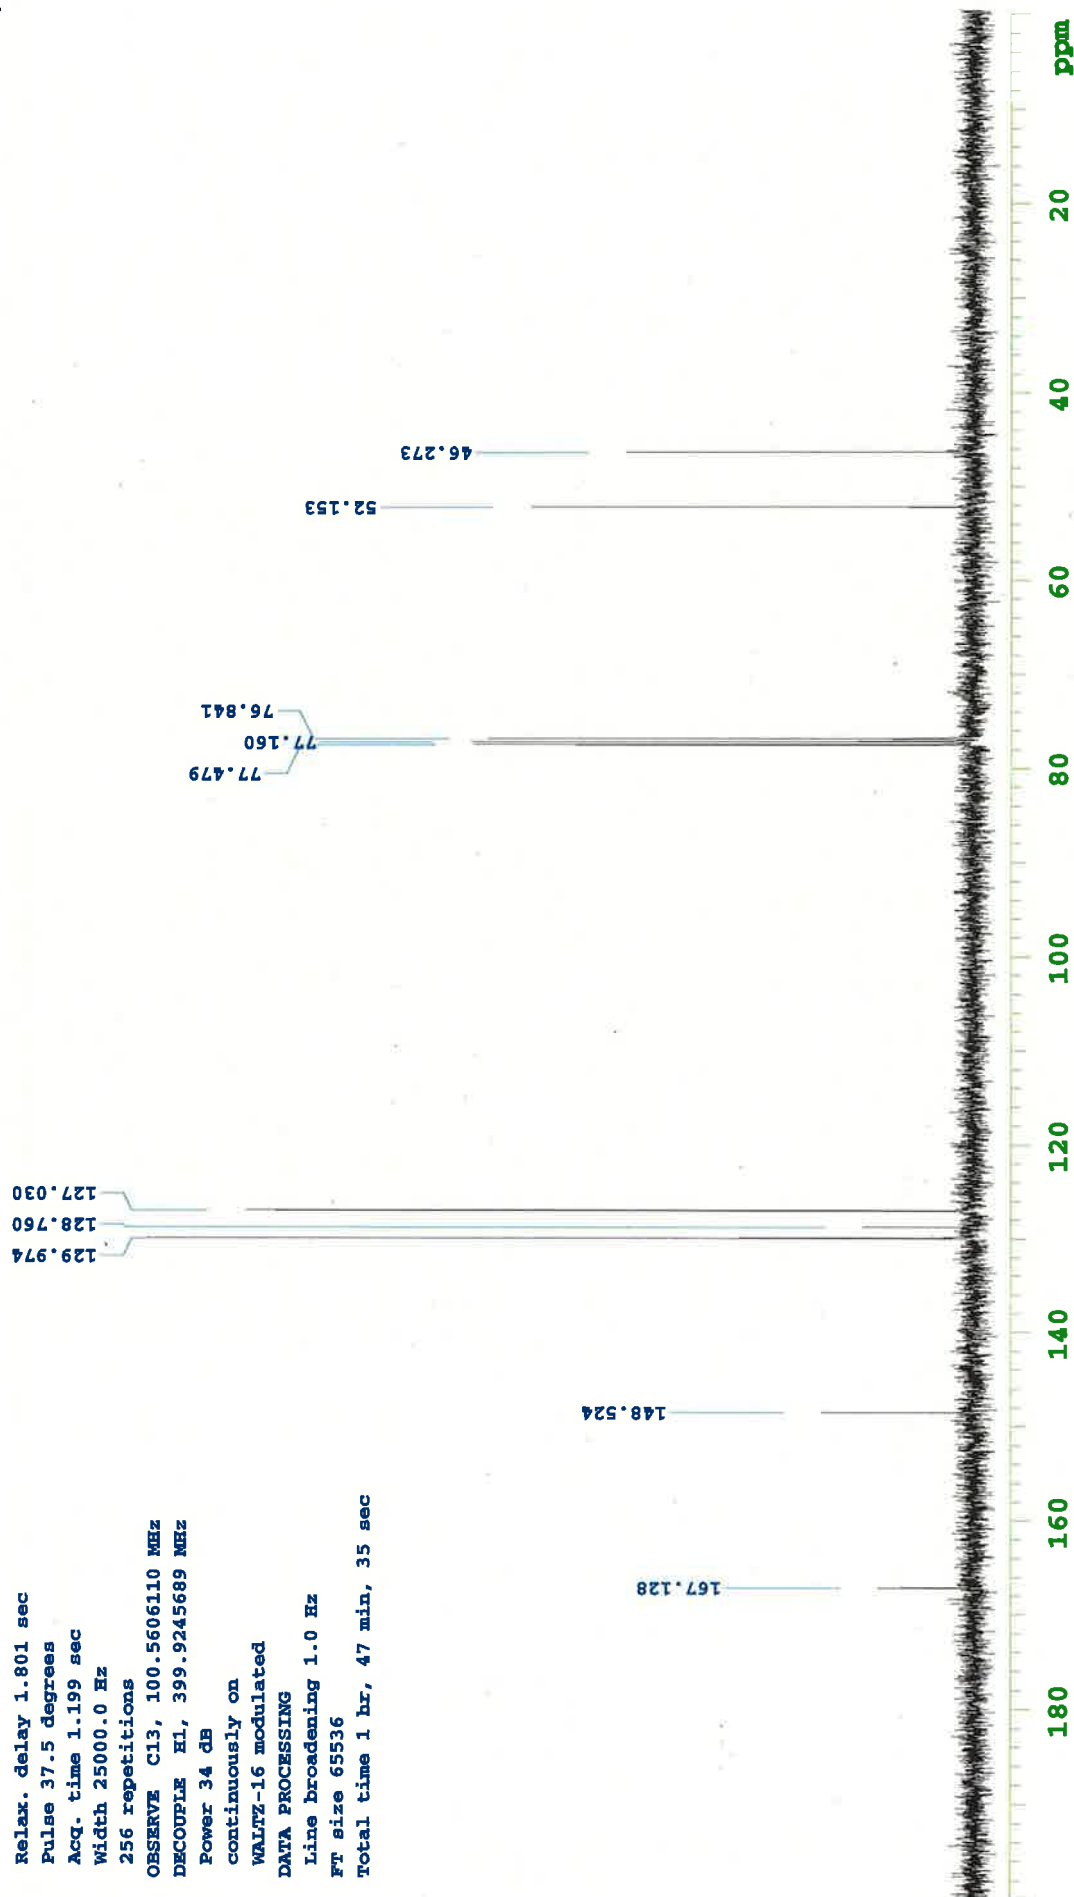 Relax. delay 1.801 sec
Pulse 37.5 degrees
Acq. time 1.199 sec
Width 25000.0 Hz
256 repetitions
OBSERVE C13, 100.5606110 MHz
DECOUPLE H1, 399.9245689 MHz
Power 34 dB
continuously on
WALTZ-16 modulated
DATA PROCESSING
Line broadening 1.0 Hz
FT size 65536
Total time 1 hr, 47 min, 35 sec
167.128
148.524
129.974
128.760
127.030
77.479
77.160
76.841
52.153
46.273
180
160
140
120
100
80
60
40
20
ppm